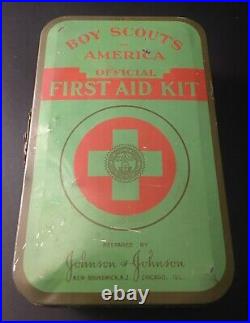 BOY SCOUTS
OF
AMERICA
OFFICIAL
FIRST AID KIT
PREPARED BY
Johnson & Johnson
NEW BRUNSWICK, N.J. CHICAGO, ILL.